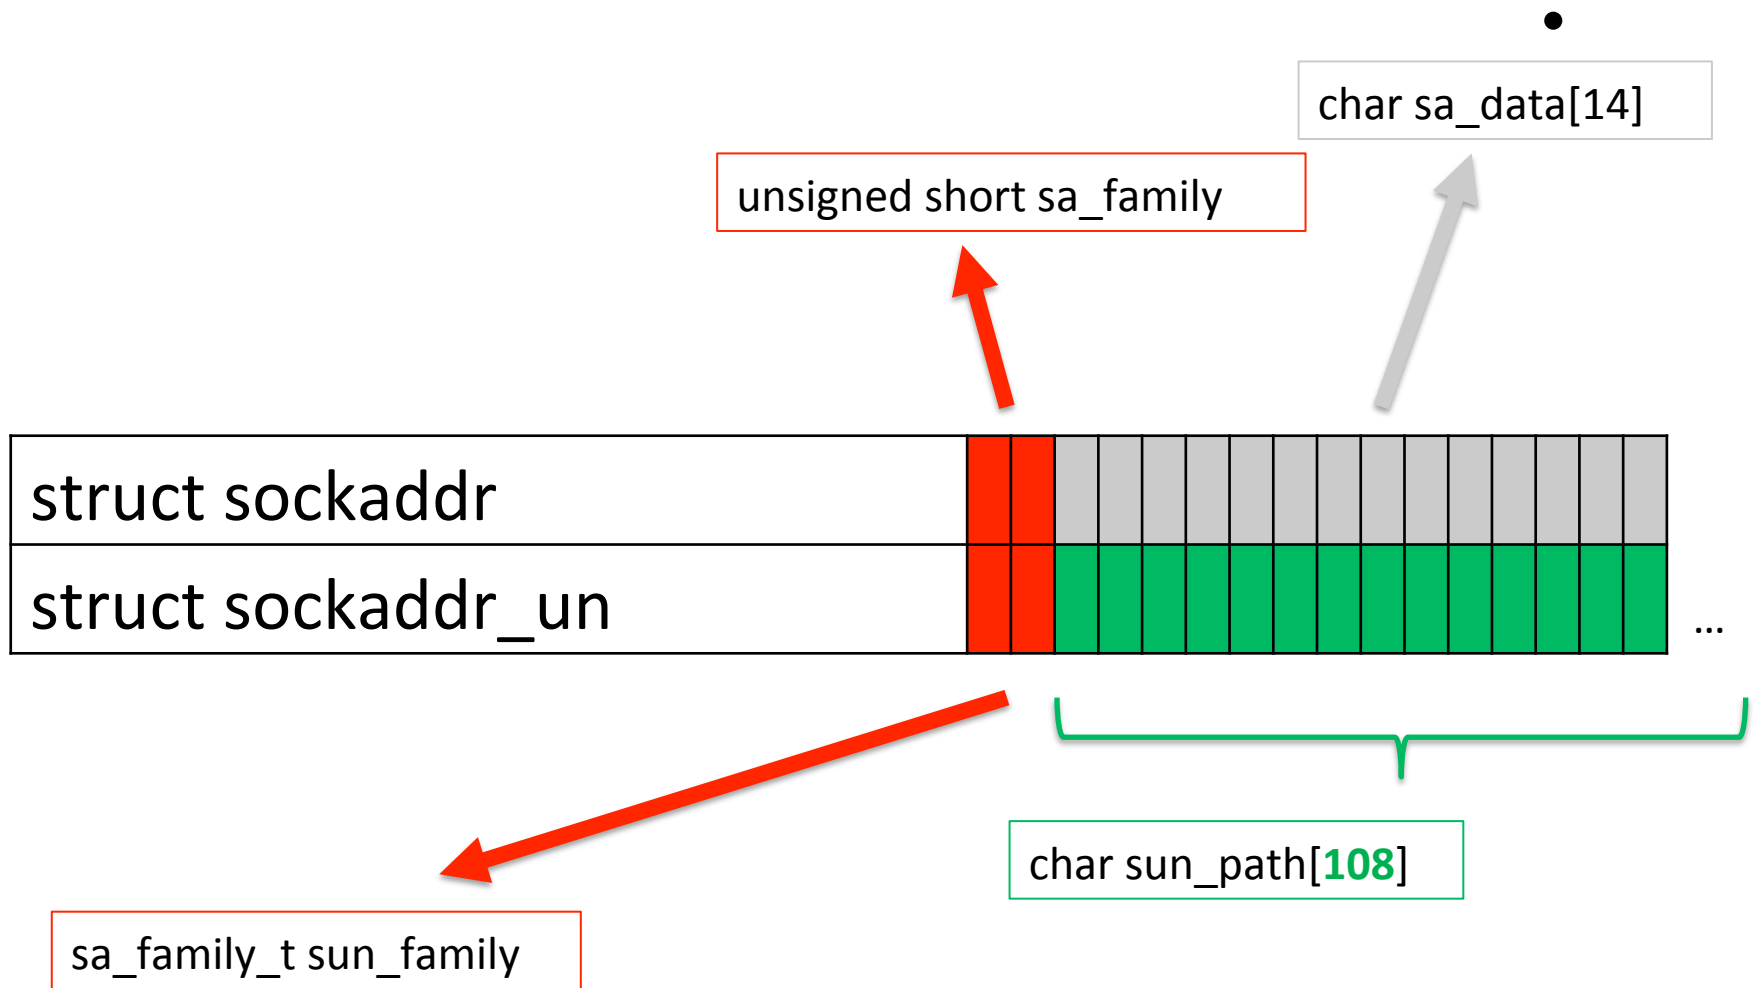 •
char sa_data[14]
unsigned short sa_family
struct sockaddr
struct sockaddr_un
...
char sun_path[108]
sa_family_t sun_family